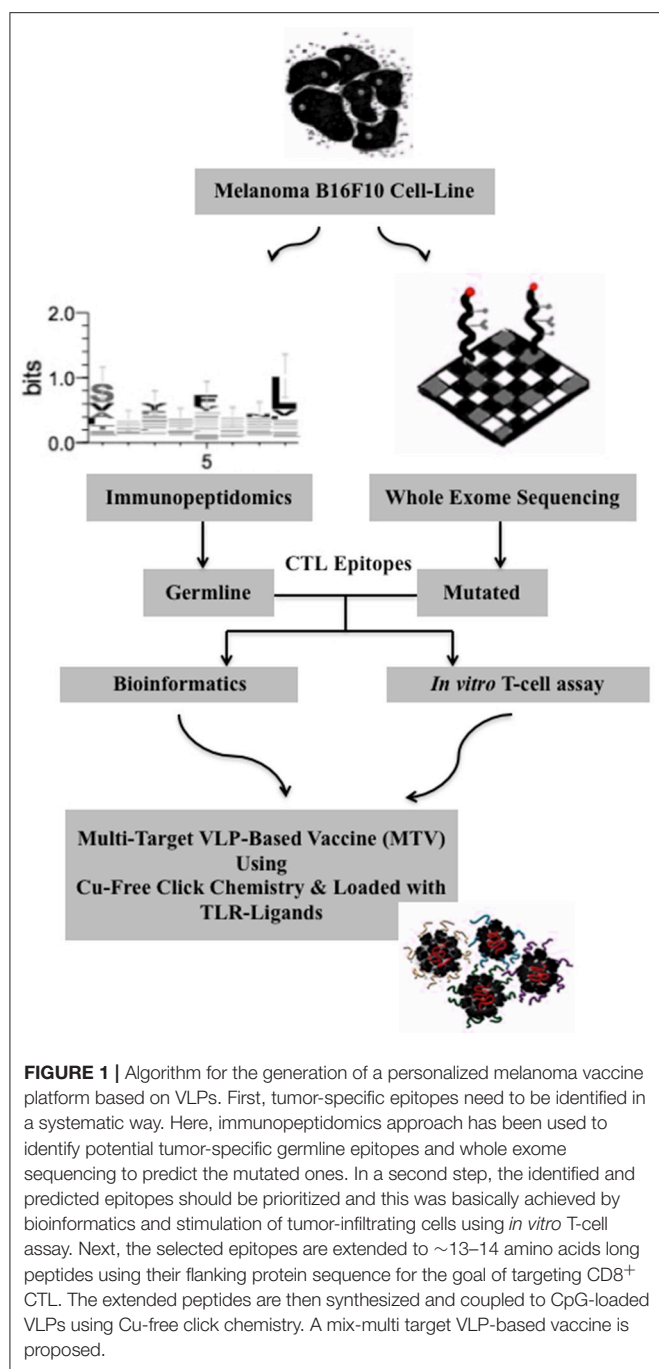 Melanoma B16F10 Cell-Line
2.0
bits
1.0
0.0
5
S
E
L
Immunopeptidomics
Whole Exome Sequencing
CTL Epitopes
Germline
Mutated
Bioinformatics
In vitro T-cell assay
Multi-Target VLP-Based Vaccine (MTV)
Using
Cu-Free Click Chemistry & Loaded with
TLR-Ligands
FIGURE 1 | Algorithm for the generation of a personalized melanoma vaccine
platform based on VLPs. First, tumor-specific epitopes need to be identified in
a systematic way. Here, immunopeptidomics approach has been used to
identify potential tumor-specific germline epitopes and whole exome
sequencing to predict the mutated ones. In a second step, the identified and
predicted epitopes should be prioritized and this was basically achieved by
bioinformatics and stimulation of tumor-infiltrating cells using in vitro T-cell
assay. Next, the selected epitopes are extended to ∼13–14 amino acids long
peptides using their flanking protein sequence for the goal of targeting CD8⁺
CTL. The extended peptides are then synthesized and coupled to CpG-loaded
VLPs using Cu-free click chemistry. A mix-multi target VLP-based vaccine is
proposed.